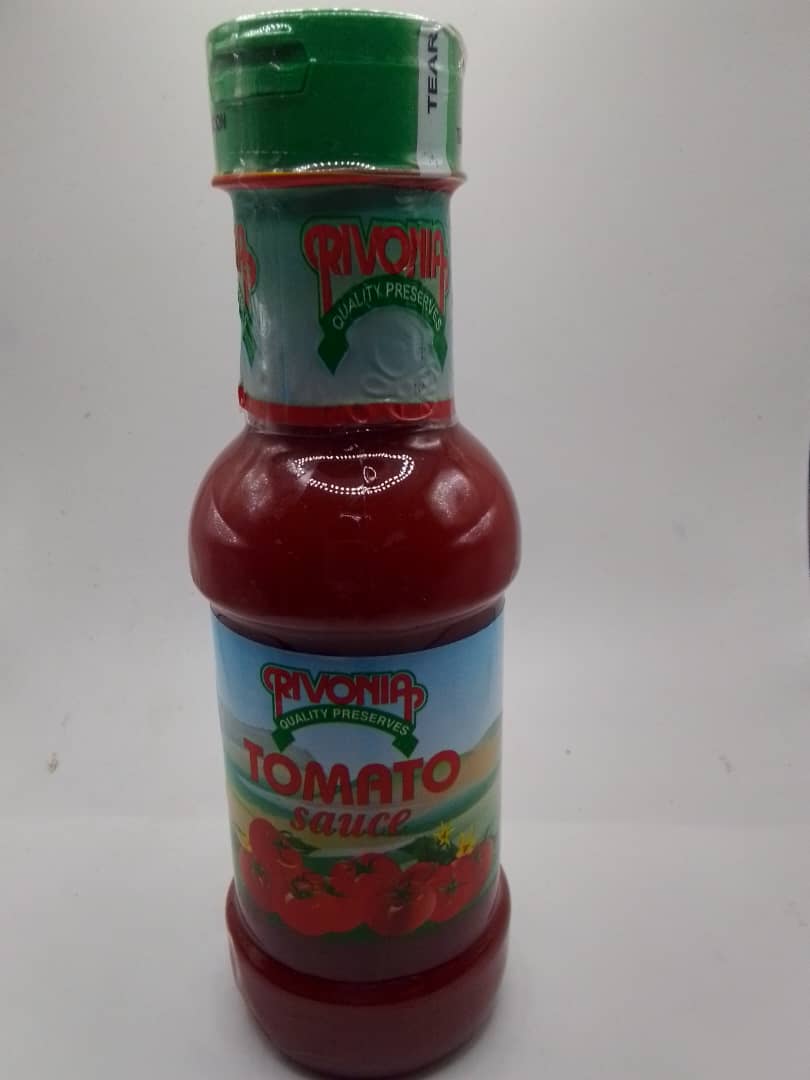 TEAR
RIVONIA
QUALITY PRESERVES
RIVONIA
QUALITY PRESERVES
TOMATO
sauce